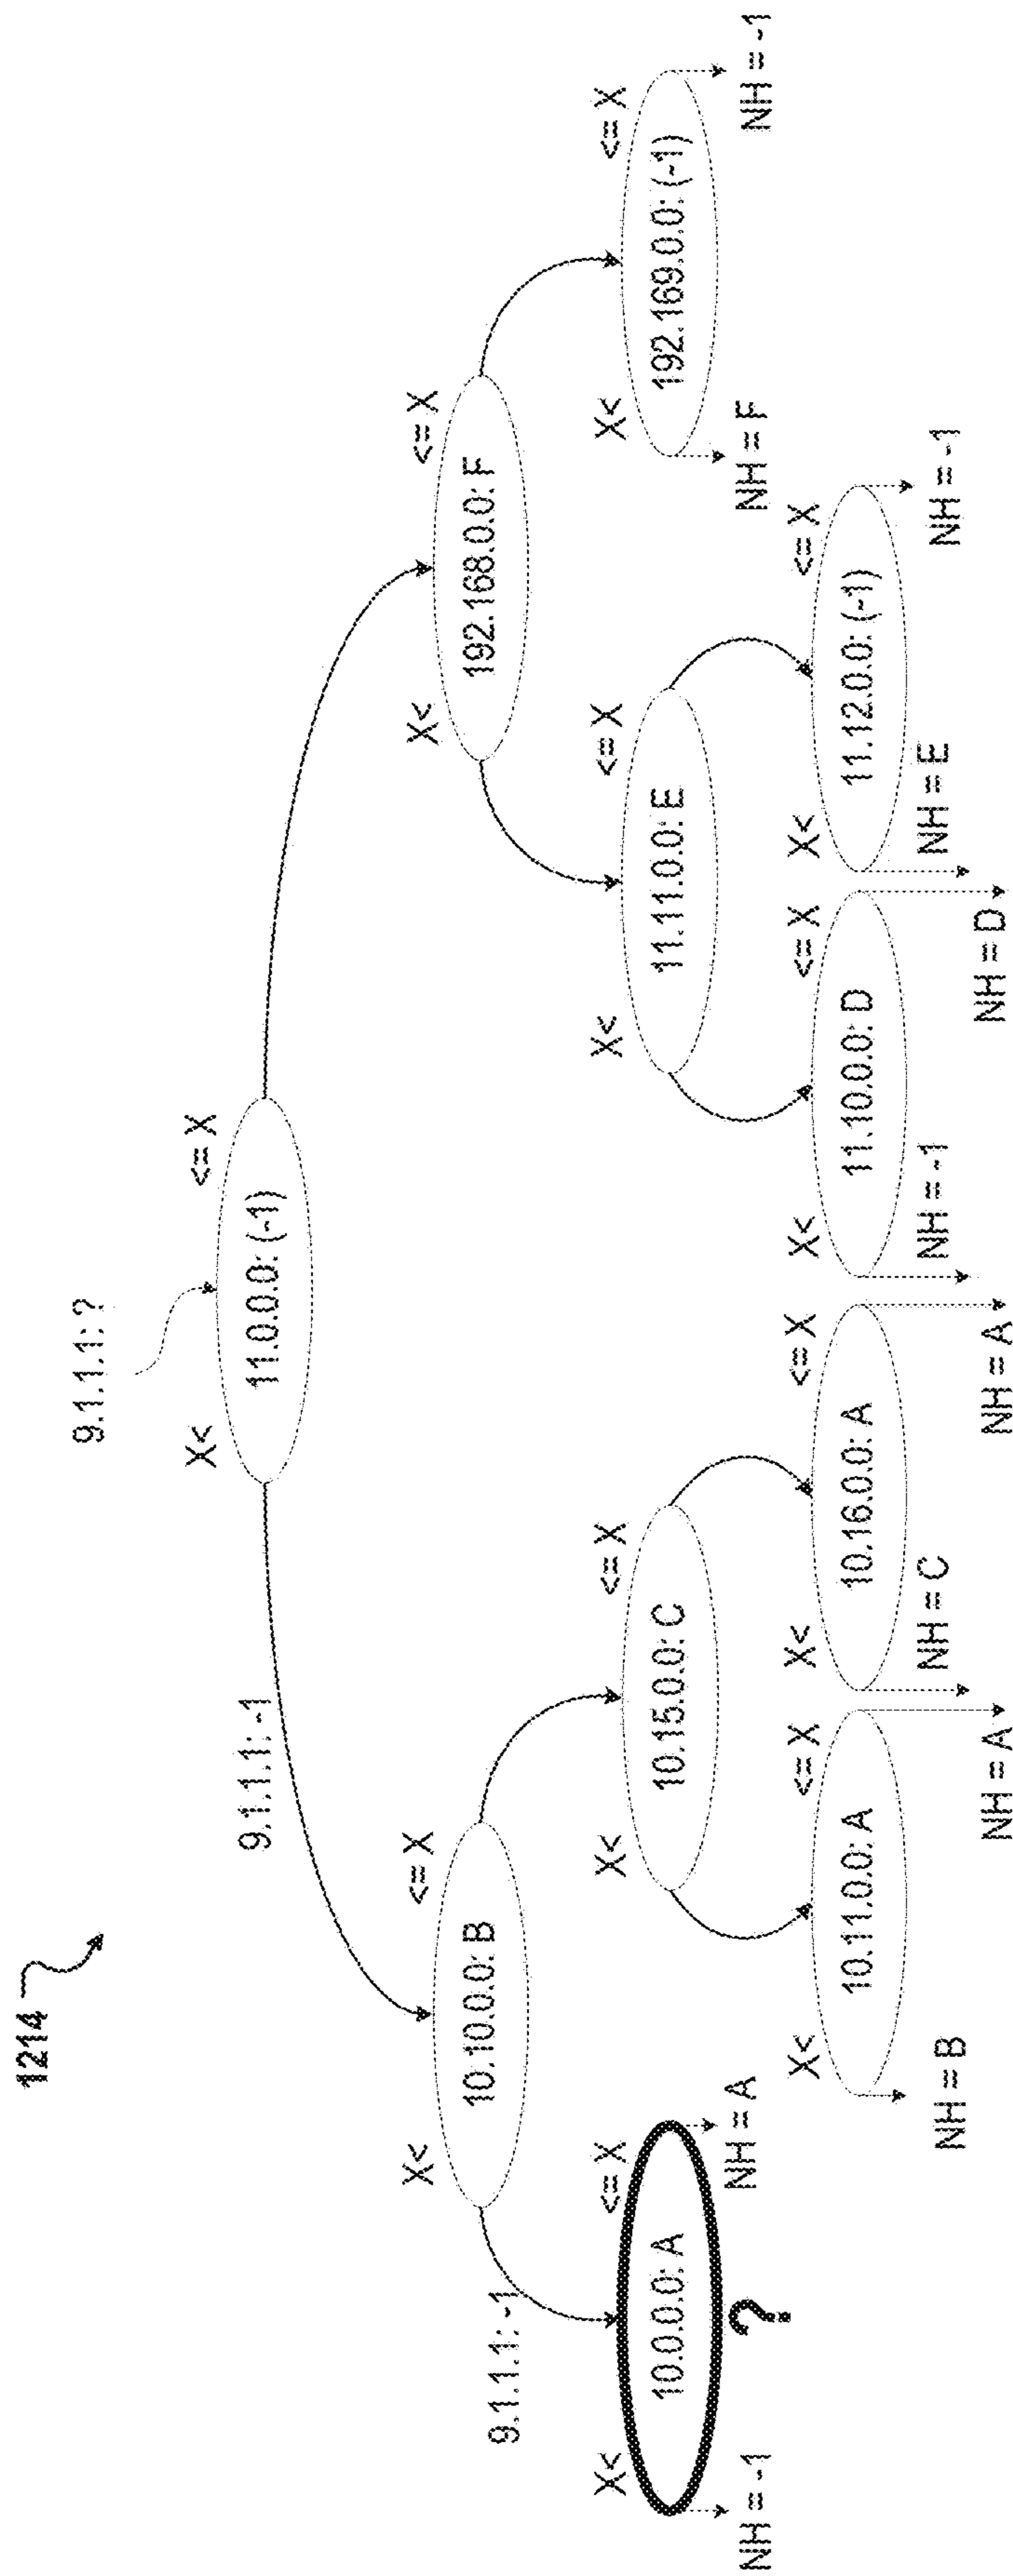 1214
9.1.1.1: ?
X<
<= X
11.0.0.0: (-1)
9.1.1.1: -1
X<
<= X
10.10.0.0: B
X<
<= X
192.168.0.0: F
9.1.1.1: -1
X<
<= X
10.0.0.0: A
?
NH = -1
NH = A
X<
<= X
10.15.0.0: C
X<
<= X
11.11.0.0: E
X<
<= X
192.169.0.0: (-1)
NH = F
NH = -1
X<
<= X
10.11.0.0: A
NH = B
NH = A
X<
<= X
10.16.0.0: A
NH = C
NH = A
X<
<= X
11.10.0.0: D
NH = -1
NH = D
X<
<= X
11.12.0.0: (-1)
NH = E
NH = -1